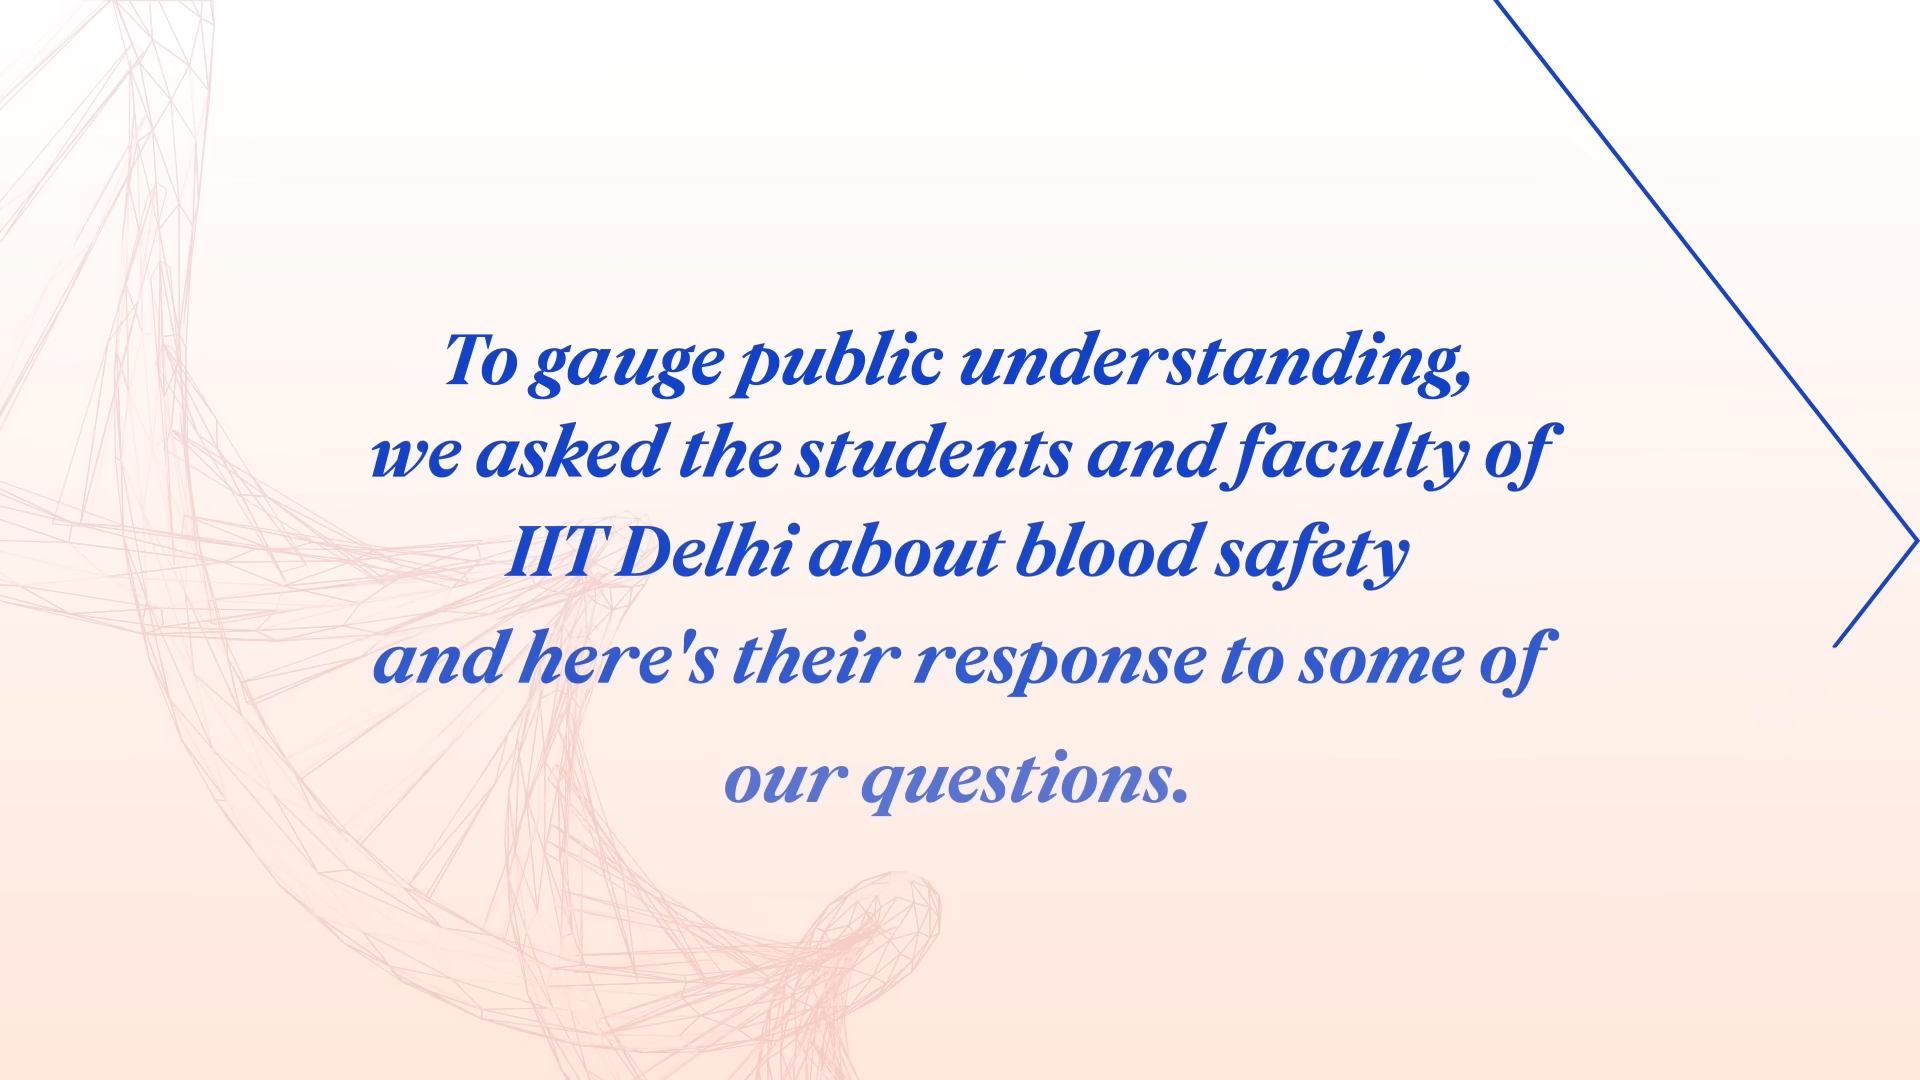 To gauge public understanding,
we asked the students and faculty of
IIT Delhi about blood safety
and here's their response to some of
our questions.